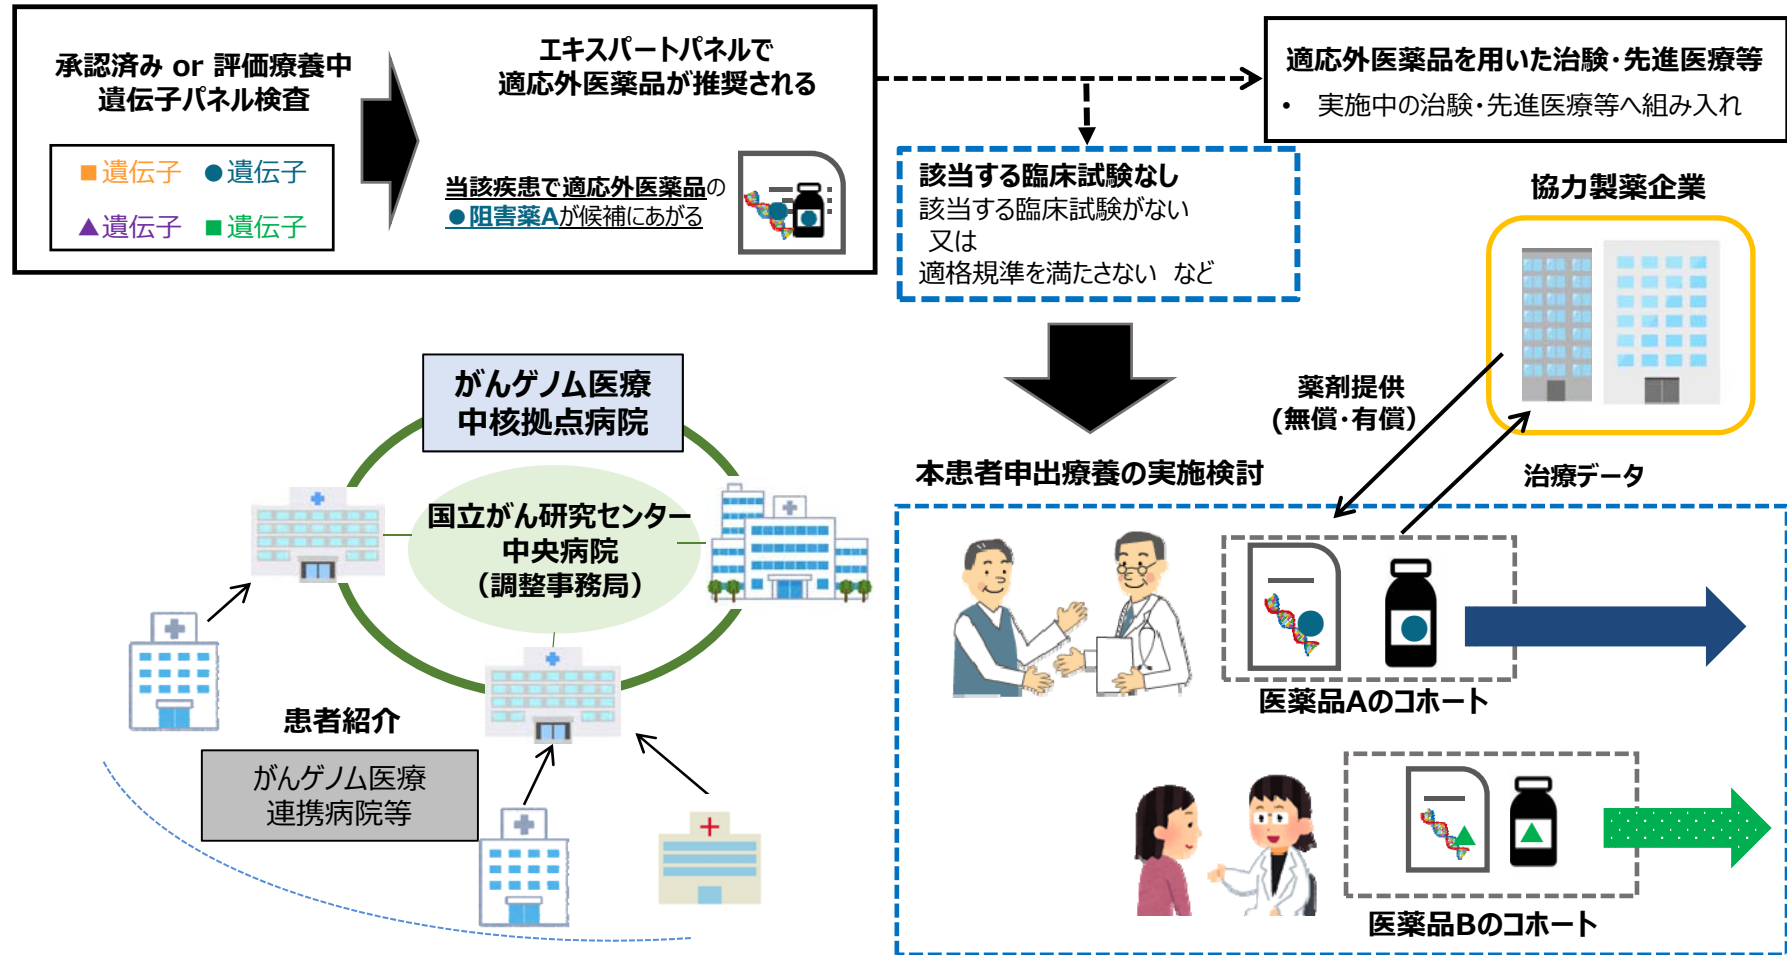 承認済み or 評価療養中
遺伝子パネル検査
■遺伝子 ●遺伝子
▲遺伝子 ■遺伝子
エキスパートパネルで
適応外医薬品が推奨される
当該疾患で適応外医薬品の
●阻害薬Aが候補にあがる
適応外医薬品を用いた治験・先進医療等
• 実施中の治験・先進医療等へ組み入れ
該当する臨床試験なし
該当する臨床試験がない
又は
適格規準を満たさない など
協力製薬企業
薬剤提供
(無償・有償)
治療データ
がんゲノム医療
中核拠点病院
国立がん研究センター
中央病院
（調整事務局）
患者紹介
がんゲノム医療
連携病院等
本患者申出療養の実施検討
医薬品Aのコホート
医薬品Bのコホート